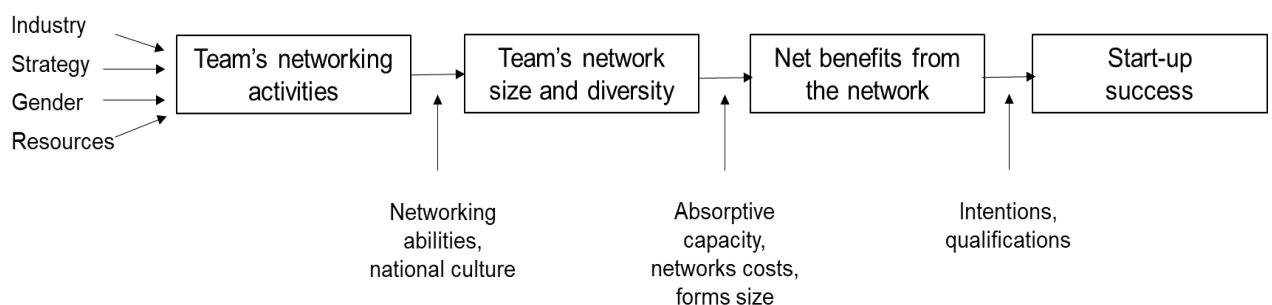 Industry
Strategy
Gender
Resources
Team's networking
activities
Team's network
size and diversity
Net benefits from
the network
Start-up
success
Networking
abilities,
national culture
Absorptive
capacity,
networks costs,
forms size
Intentions,
qualifications